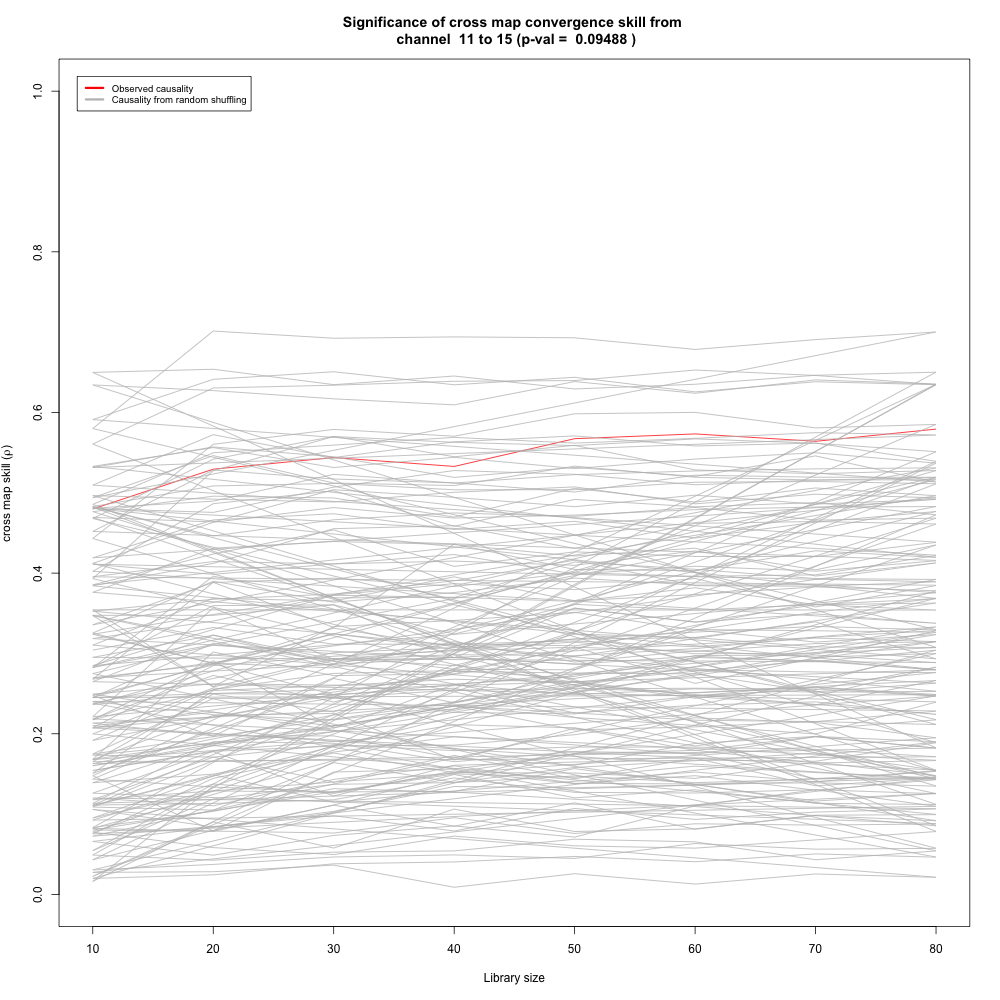 Significance of cross map convergence skill from
channel  11 to 15 (p-val =  0.09488 )
Observed causality
Causality from random shuffling
cross map skill (ρ)
1.0
0.8
0.6
0.4
0.2
0.0
10 20 30 40 50 60 70 80
Library size